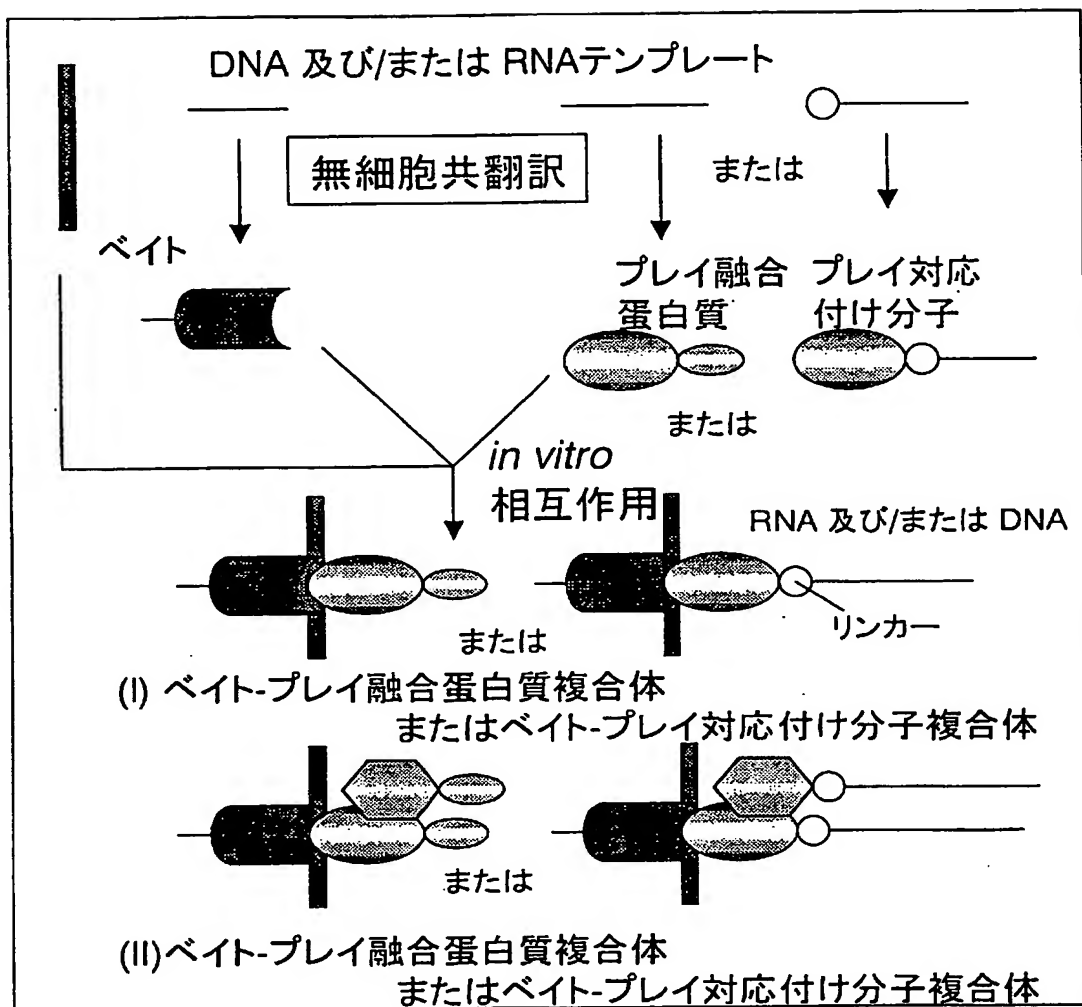 DNA 及び/または RNAテンプレート
無細胞共翻訳
または
ベイト
プレイ融合
蛋白質
プレイ対応
付け分子
または
in vitro
相互作用
RNA 及び/または DNA
リンカー
または
(I) ベイト-プレイ融合蛋白質複合体
またはベイト-プレイ対応付け分子複合体
または
(II)ベイト-プレイ融合蛋白質複合体
またはベイト-プレイ対応付け分子複合体